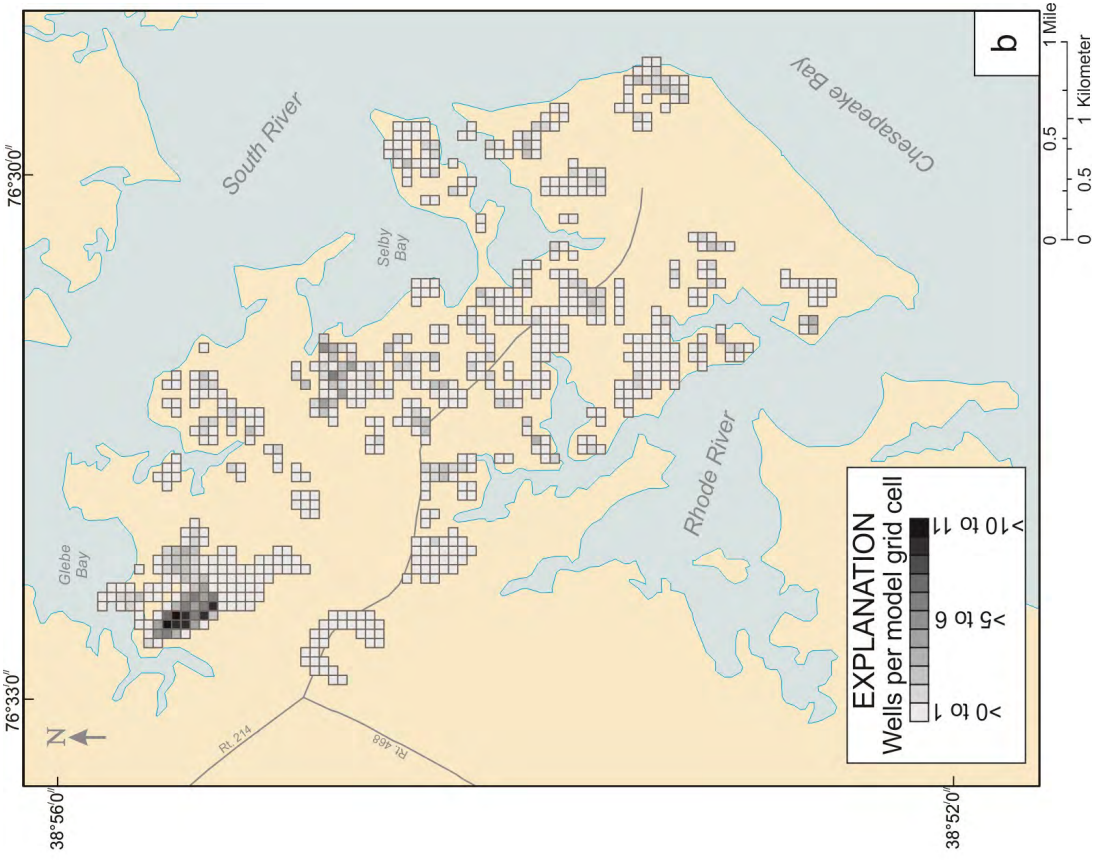 76°33'0"
76°30'0"
38°56'0"
38°52'0"
N
Rt. 214
Rt. 468
Glebe
Bay
South River
Selby
Bay
Rhode River
Chesapeake Bay
EXPLANATION
Wells per model grid cell
>0 to 1
>5 to 6
>10 to 11
b
0 0.5 1 Mile
0 0.5 1 Kilometer